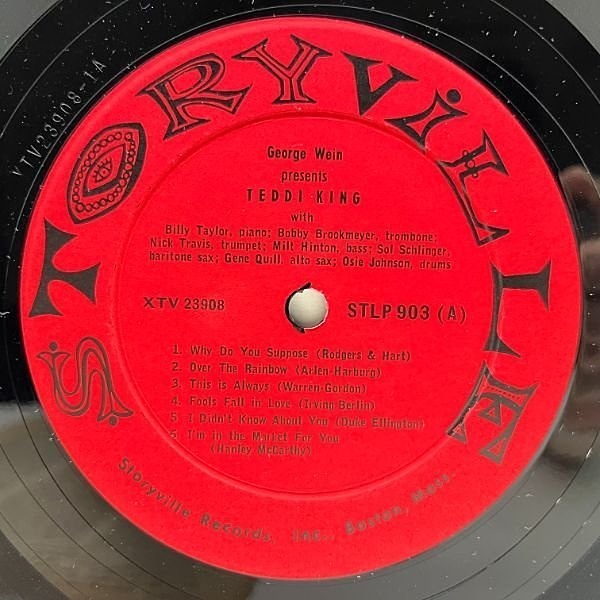 STORYVILLE
XTV23908-1A
George Wein
presents
TEDDI KING
with
Billy Taylor, piano; Bobby Brookmeyer, trombone;
Nick Travis, trumpet; Milt Hinton, bass; Sol Schlinger,
baritone sax; Gene Quill, alto sax; Osie Johnson, drums
XTV 23908
STLP 903 (A)
1. Why Do You Suppose (Rodgers & Hart)
2. Over The Rainbow (Arlen-Harburg)
3. This is Always (Warren-Gordon)
4. Fools Fall in Love (Irving Berlin)
5. I Didn't Know About You (Duke Ellington)
6. I'm in the Market For You
(Hanley McCarthy)
Storyville Records, Inc., Boston, Mass.